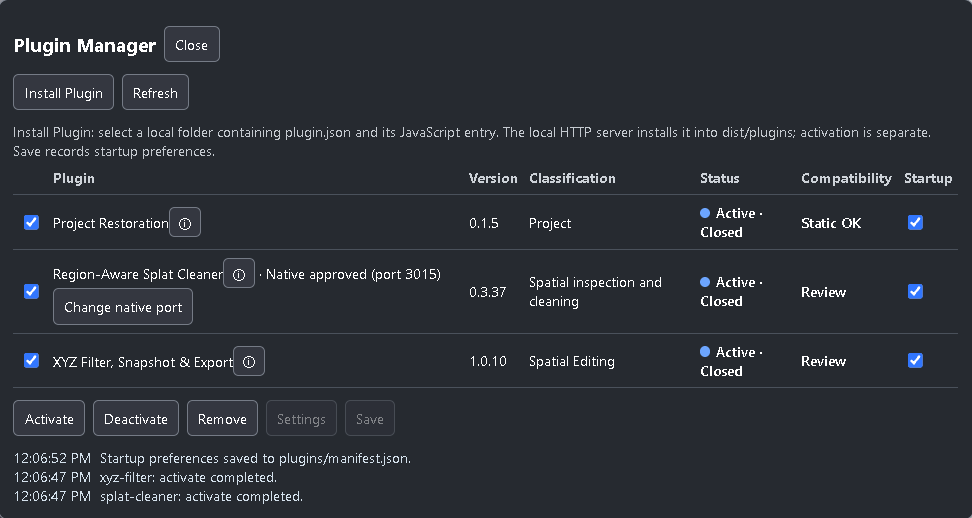 Plugin Manager Close
Install Plugin Refresh
Install Plugin: select a local folder containing plugin.json and its JavaScript entry. The local HTTP server installs it into dist/plugins; activation is separate.
Save records startup preferences.
Plugin Version Classification Status Compatibility Startup
Project Restoration ⓘ 0.1.5 Project Active · Closed Static OK
Region-Aware Splat Cleaner ⓘ · Native approved (port 3015)
Change native port
0.3.37 Spatial inspection and cleaning Active · Closed Review
XYZ Filter, Snapshot & Export ⓘ 1.0.10 Spatial Editing Active · Closed Review
Activate Deactivate Remove Settings Save
12:06:52 PM Startup preferences saved to plugins/manifest.json.
12:06:47 PM xyz-filter: activate completed.
12:06:47 PM splat-cleaner: activate completed.